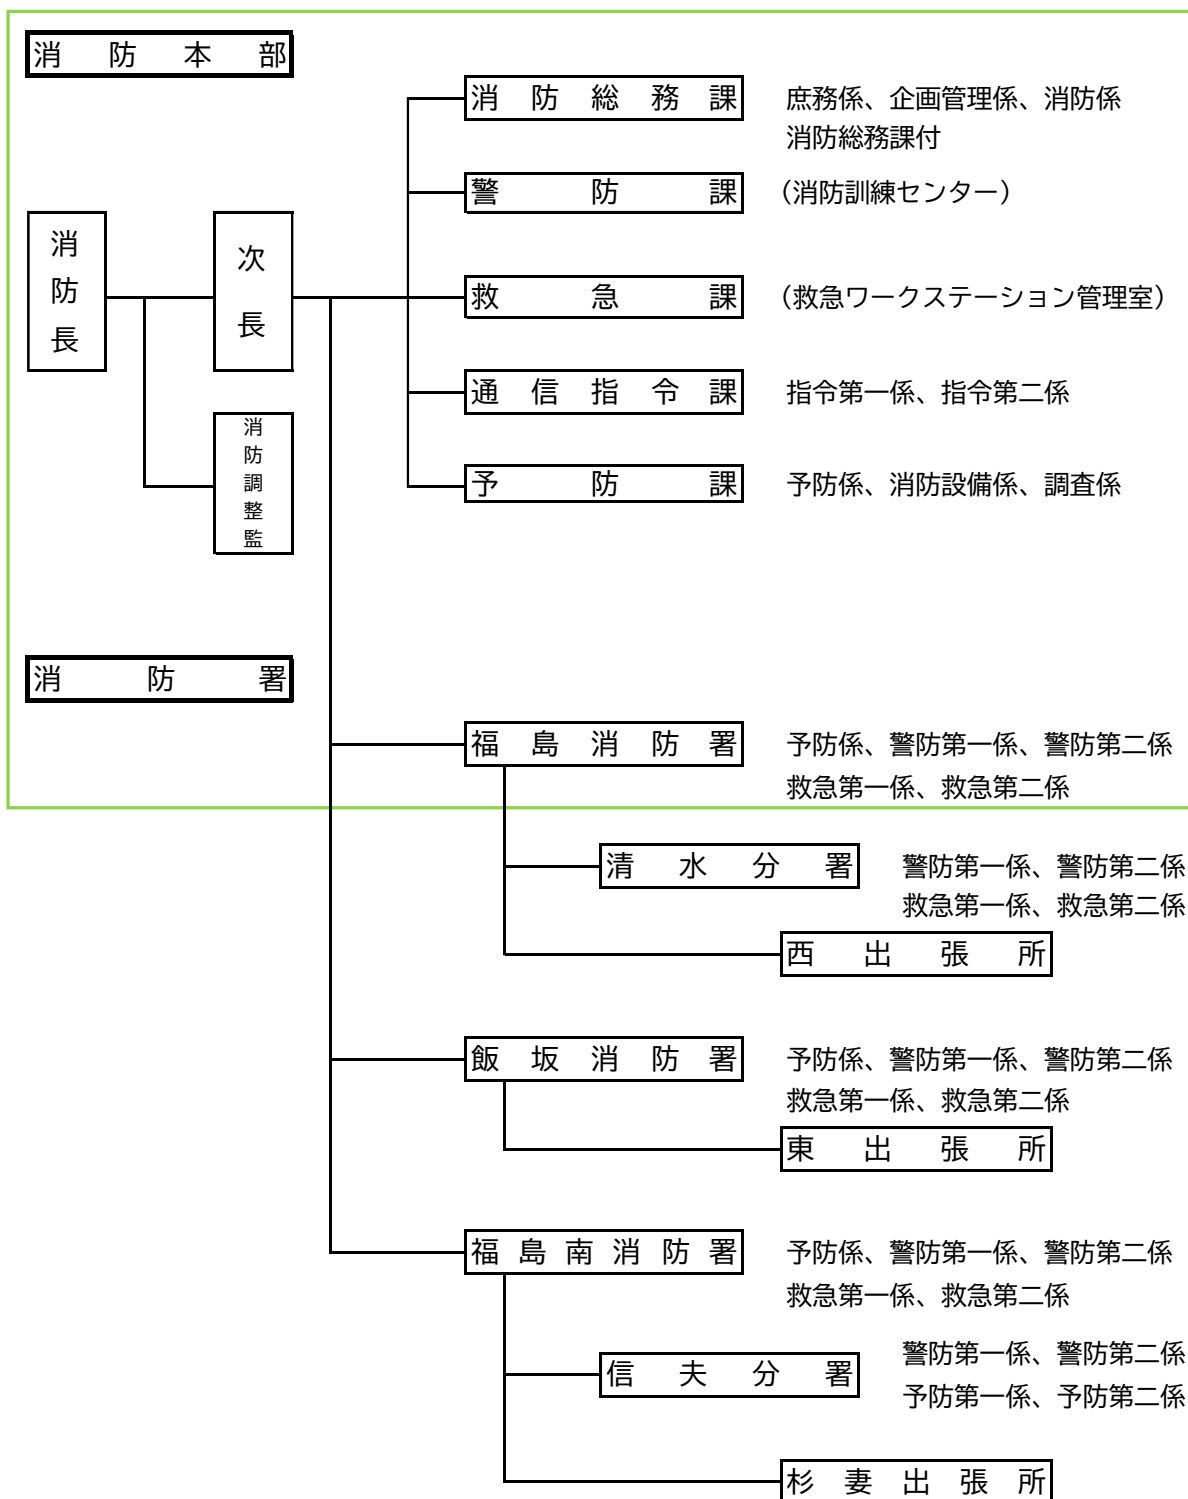 消防本部
消防総務課 庶務係、企画管理係、消防係
消防総務課付
警防課 （消防訓練センター）
消防長
次長
救急課 （救急ワークステーション管理室）
通信指令課 指令第一係、指令第二係
消防調整監
予防課 予防係、消防設備係、調査係
消防署
福島消防署 予防係、警防第一係、警防第二係
救急第一係、救急第二係
清水分署 警防第一係、警防第二係
救急第一係、救急第二係
西出張所
飯坂消防署 予防係、警防第一係、警防第二係
救急第一係、救急第二係
東出張所
福島南消防署 予防係、警防第一係、警防第二係
救急第一係、救急第二係
信夫分署 警防第一係、警防第二係
予防第一係、予防第二係
杉妻出張所